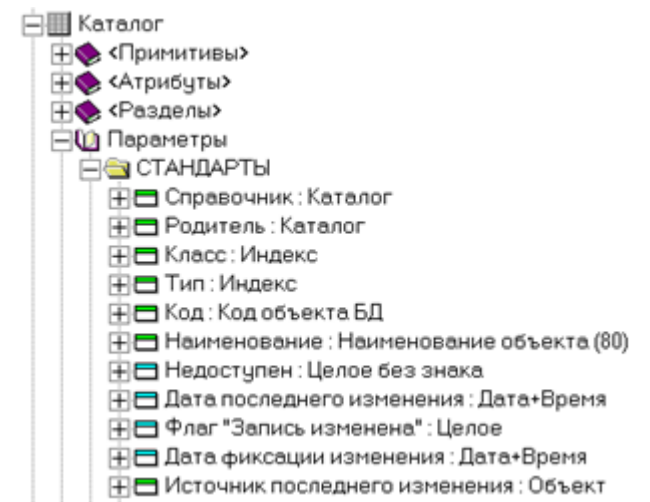 Каталог
<Примитивы>
<Атрибуты>
<Разделы>
Параметры
СТАНДАРТЫ
Справочник : Каталог
Родитель : Каталог
Класс : Индекс
Тип : Индекс
Код : Код объекта БД
Наименование : Наименование объекта (80)
Недоступен : Целое без знака
Дата последнего изменения : Дата+Время
Флаг "Запись изменена" : Целое
Дата фиксации изменения : Дата+Время
Источник последнего изменения : Объект